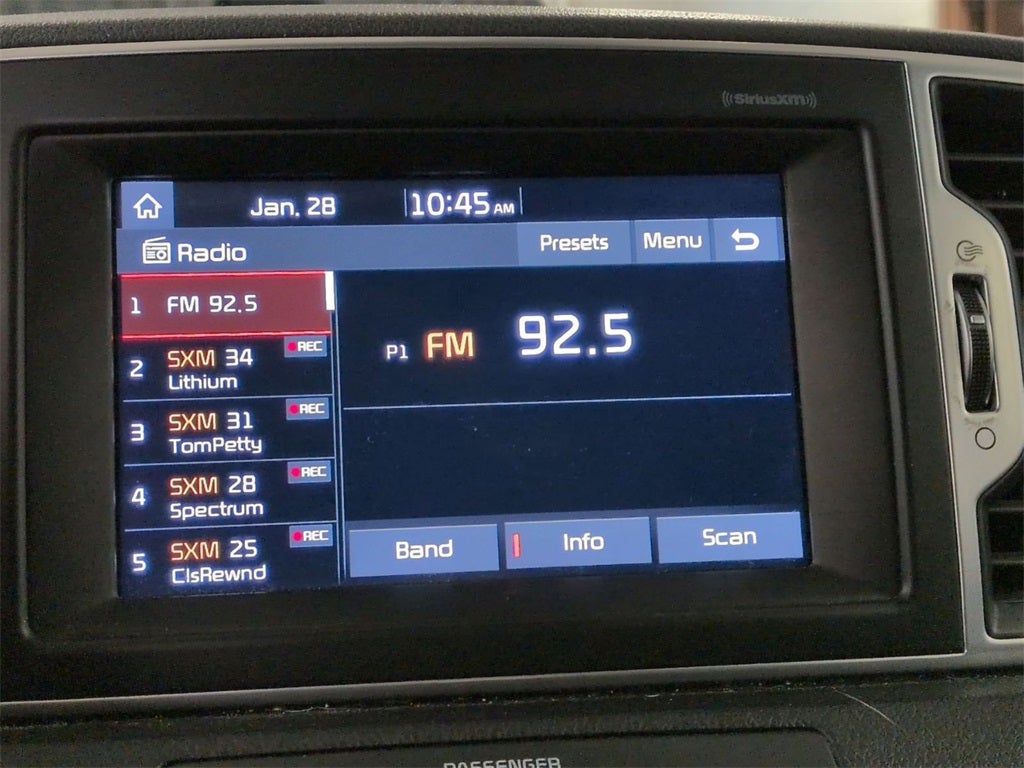 ((SiriusXM))
Jan. 28 10:45 AM
Radio Presets Menu
1 FM 92.5
P1 FM 92.5
2 SXM 34 REC
Lithium
3 SXM 31 REC
TomPetty
4 SXM 28 REC
Spectrum
5 SXM 25 REC
ClsRewnd
Band Info Scan
PASSENGER